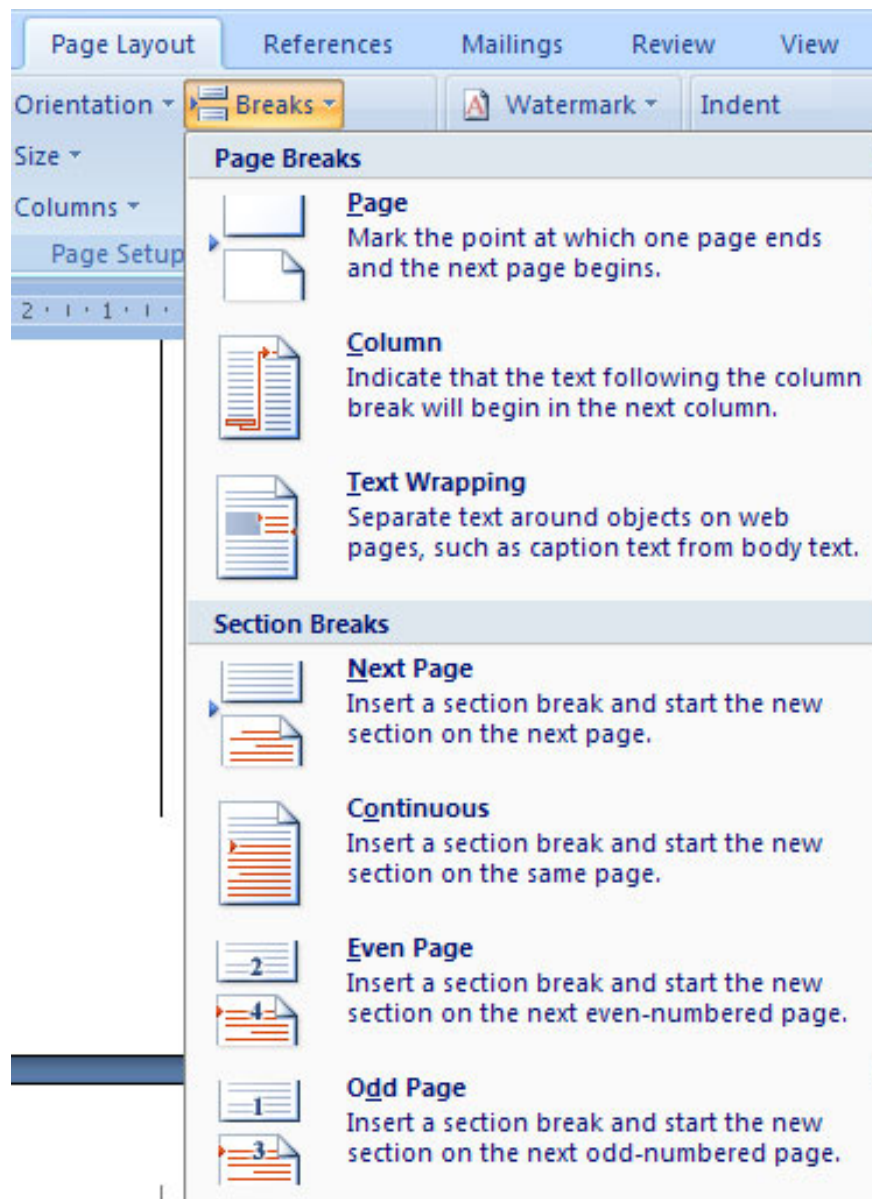 Page Layout References Mailings Review View
Orientation Breaks Watermark Indent
Size
Columns
Page Setup
2 1
Page Breaks
Page
Mark the point at which one page ends
and the next page begins.
Column
Indicate that the text following the column
break will begin in the next column.
Text Wrapping
Separate text around objects on web
pages, such as caption text from body text.
Section Breaks
Next Page
Insert a section break and start the new
section on the next page.
Continuous
Insert a section break and start the new
section on the same page.
2
Even Page
Insert a section break and start the new
4
section on the next even-numbered page.
1
Odd Page
Insert a section break and start the new
3
section on the next odd-numbered page.